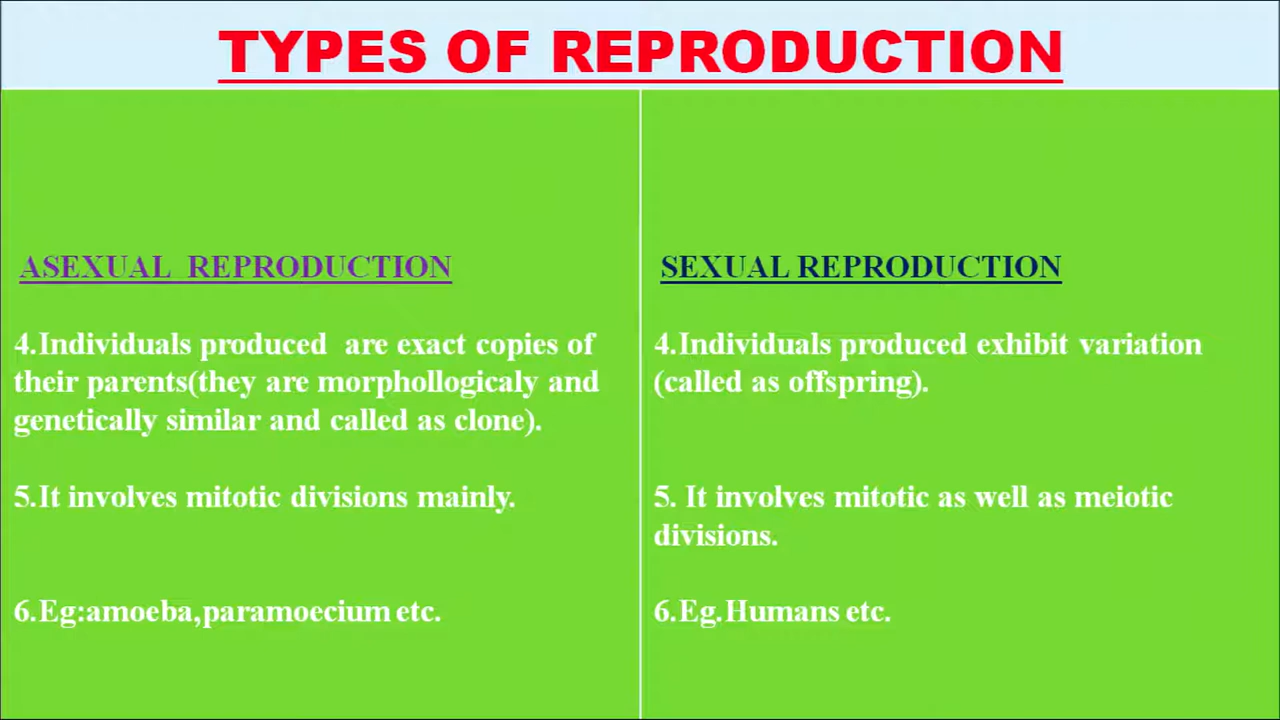 TYPES OF REPRODUCTION
ASEXUAL REPRODUCTION
4.Individuals produced are exact copies of
their parents(they are morphollogicaly and
genetically similar and called as clone).
5.It involves mitotic divisions mainly.
6.Eg:amoeba,paramoecium etc.
SEXUAL REPRODUCTION
4.Individuals produced exhibit variation
(called as offspring).
5. It involves mitotic as well as meiotic
divisions.
6.Eg.Humans etc.